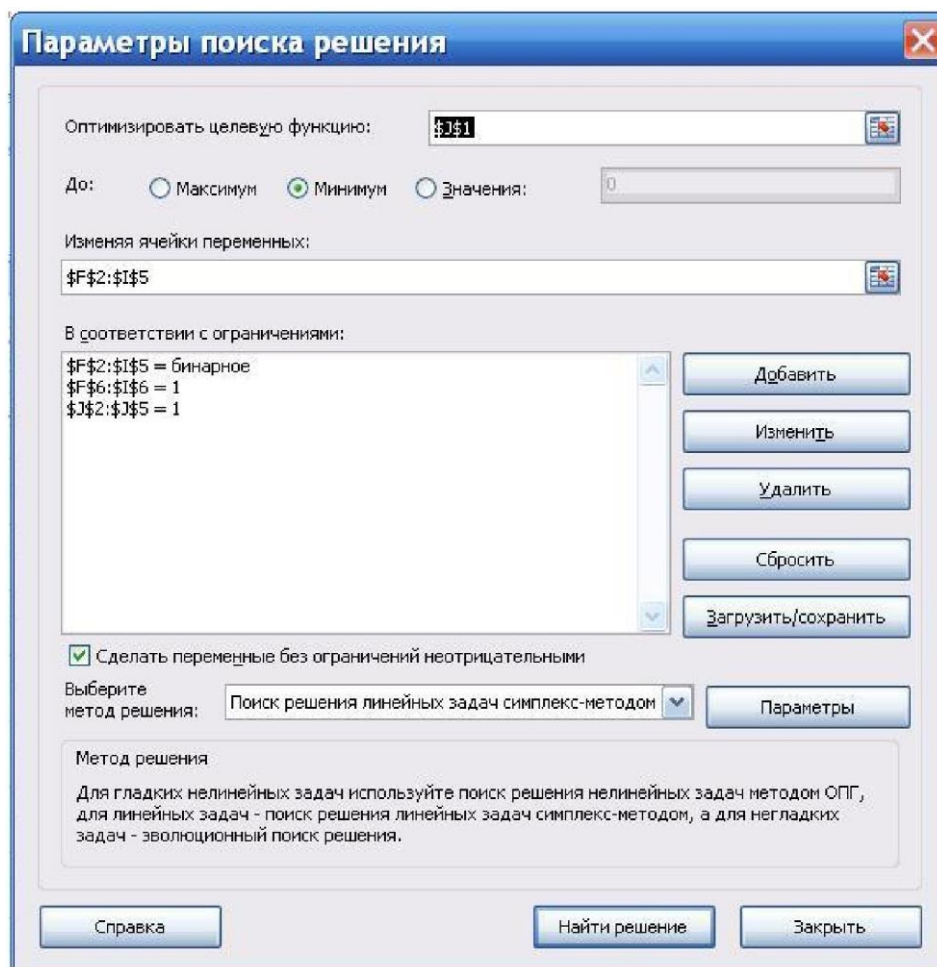 Параметры поиска решения
Оптимизировать целевую функцию: $J$1
До: Максимум Минимум Значения: 0
Изменяя ячейки переменных:
$F$2:$I$5
В соответствии с ограничениями:
$F$2:$I$5 = бинарное
$F$6:$I$6 = 1
$J$2:$J$5 = 1
Добавить
Изменить
Удалить
Сбросить
Загрузить/сохранить
Сделать переменные без ограничений неотрицательными
Выберите
метод решения:
Поиск решения линейных задач симплекс-методом
Параметры
Метод решения
Для гладких нелинейных задач используйте поиск решения нелинейных задач методом ОПГ,
для линейных задач - поиск решения линейных задач симплекс-методом, а для негладких
задач - эволюционный поиск решения.
Справка
Найти решение
Закрыть